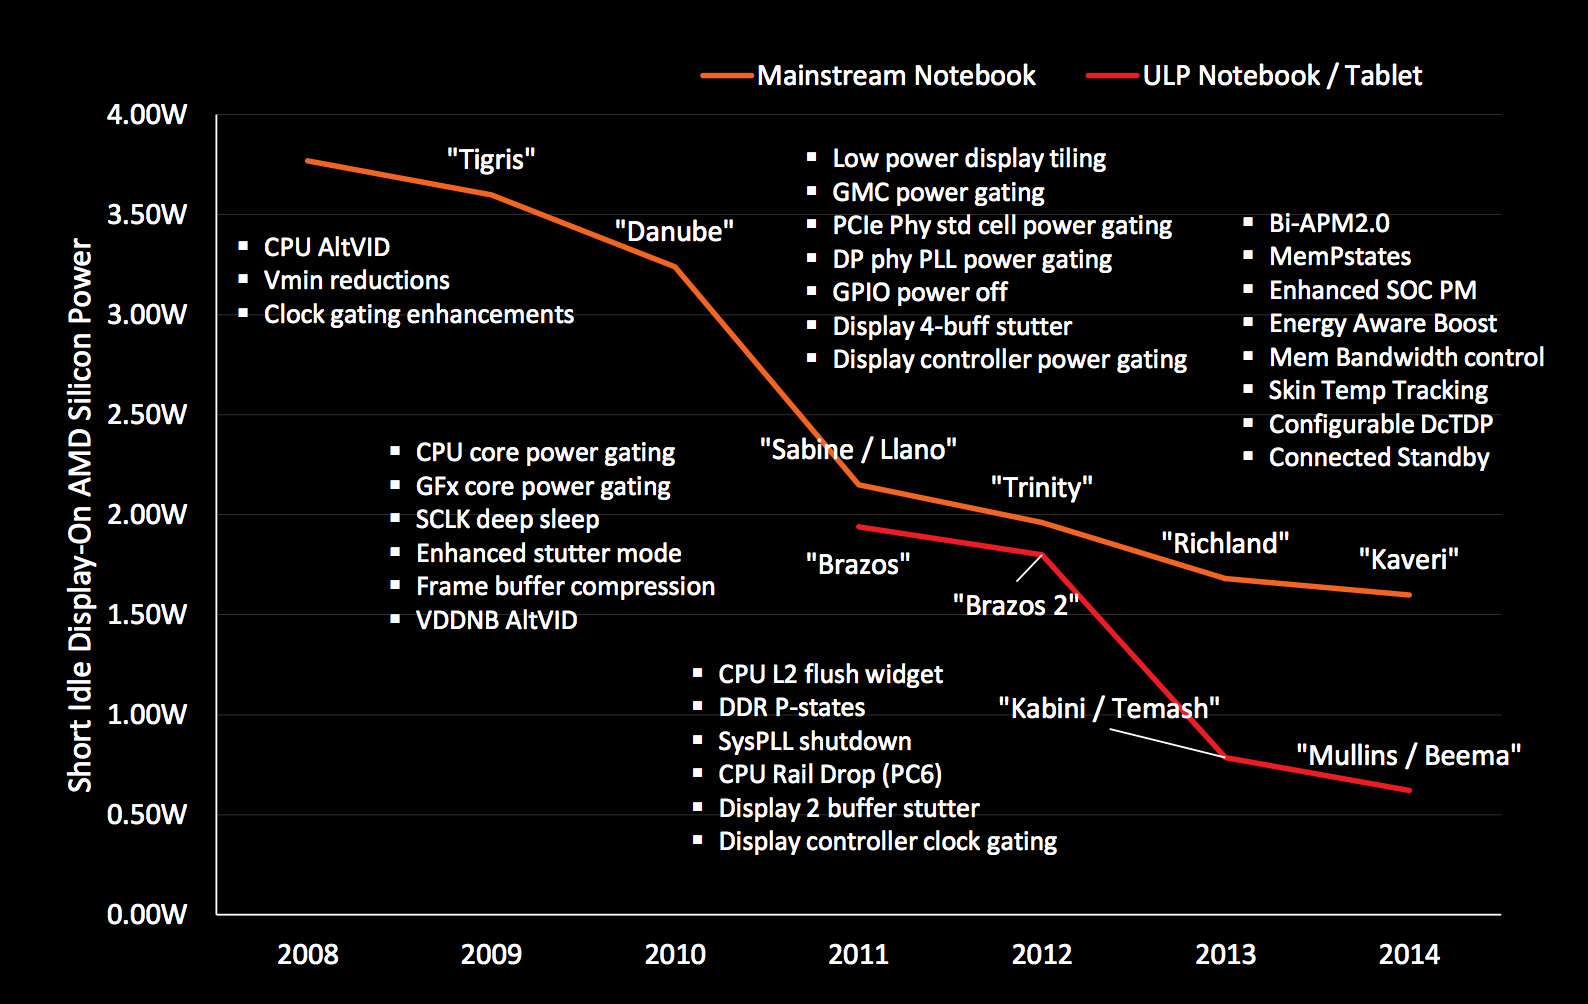 Mainstream Notebook
ULP Notebook / Tablet
Short Idle Display-On AMD Silicon Power
4.00W
3.50W
3.00W
2.50W
2.00W
1.50W
1.00W
0.50W
0.00W
"Tigris"
"Danube"
▪ CPU AltVID
▪ Vmin reductions
▪ Clock gating enhancements
▪ Low power display tiling
▪ GMC power gating
▪ PCIe Phy std cell power gating
▪ DP phy PLL power gating
▪ GPIO power off
▪ Display 4-buff stutter
▪ Display controller power gating
▪ Bi-APM2.0
▪ MemPstates
▪ Enhanced SOC PM
▪ Energy Aware Boost
▪ Mem Bandwidth control
▪ Skin Temp Tracking
▪ Configurable DcTDP
▪ Connected Standby
▪ CPU core power gating
▪ GFx core power gating
▪ SCLK deep sleep
▪ Enhanced stutter mode
▪ Frame buffer compression
▪ VDDNB AltVID
"Sabine / Llano"
"Trinity"
"Richland"
"Kaveri"
"Brazos"
"Brazos 2"
"Kabini / Temash"
"Mullins / Beema"
▪ CPU L2 flush widget
▪ DDR P-states
▪ SysPLL shutdown
▪ CPU Rail Drop (PC6)
▪ Display 2 buffer stutter
▪ Display controller clock gating
2008
2009
2010
2011
2012
2013
2014